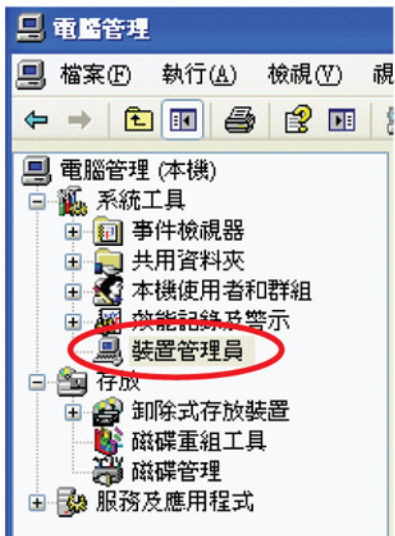 電腦管理
檔案(F) 執行(A) 檢視(V) 視
電腦管理 (本機)
系統工具
事件檢視器
共用資料夾
本機使用者和群組
效能記錄及警示
裝置管理員
存放
卸除式存放裝置
磁碟重組工具
磁碟管理
服務及應用程式